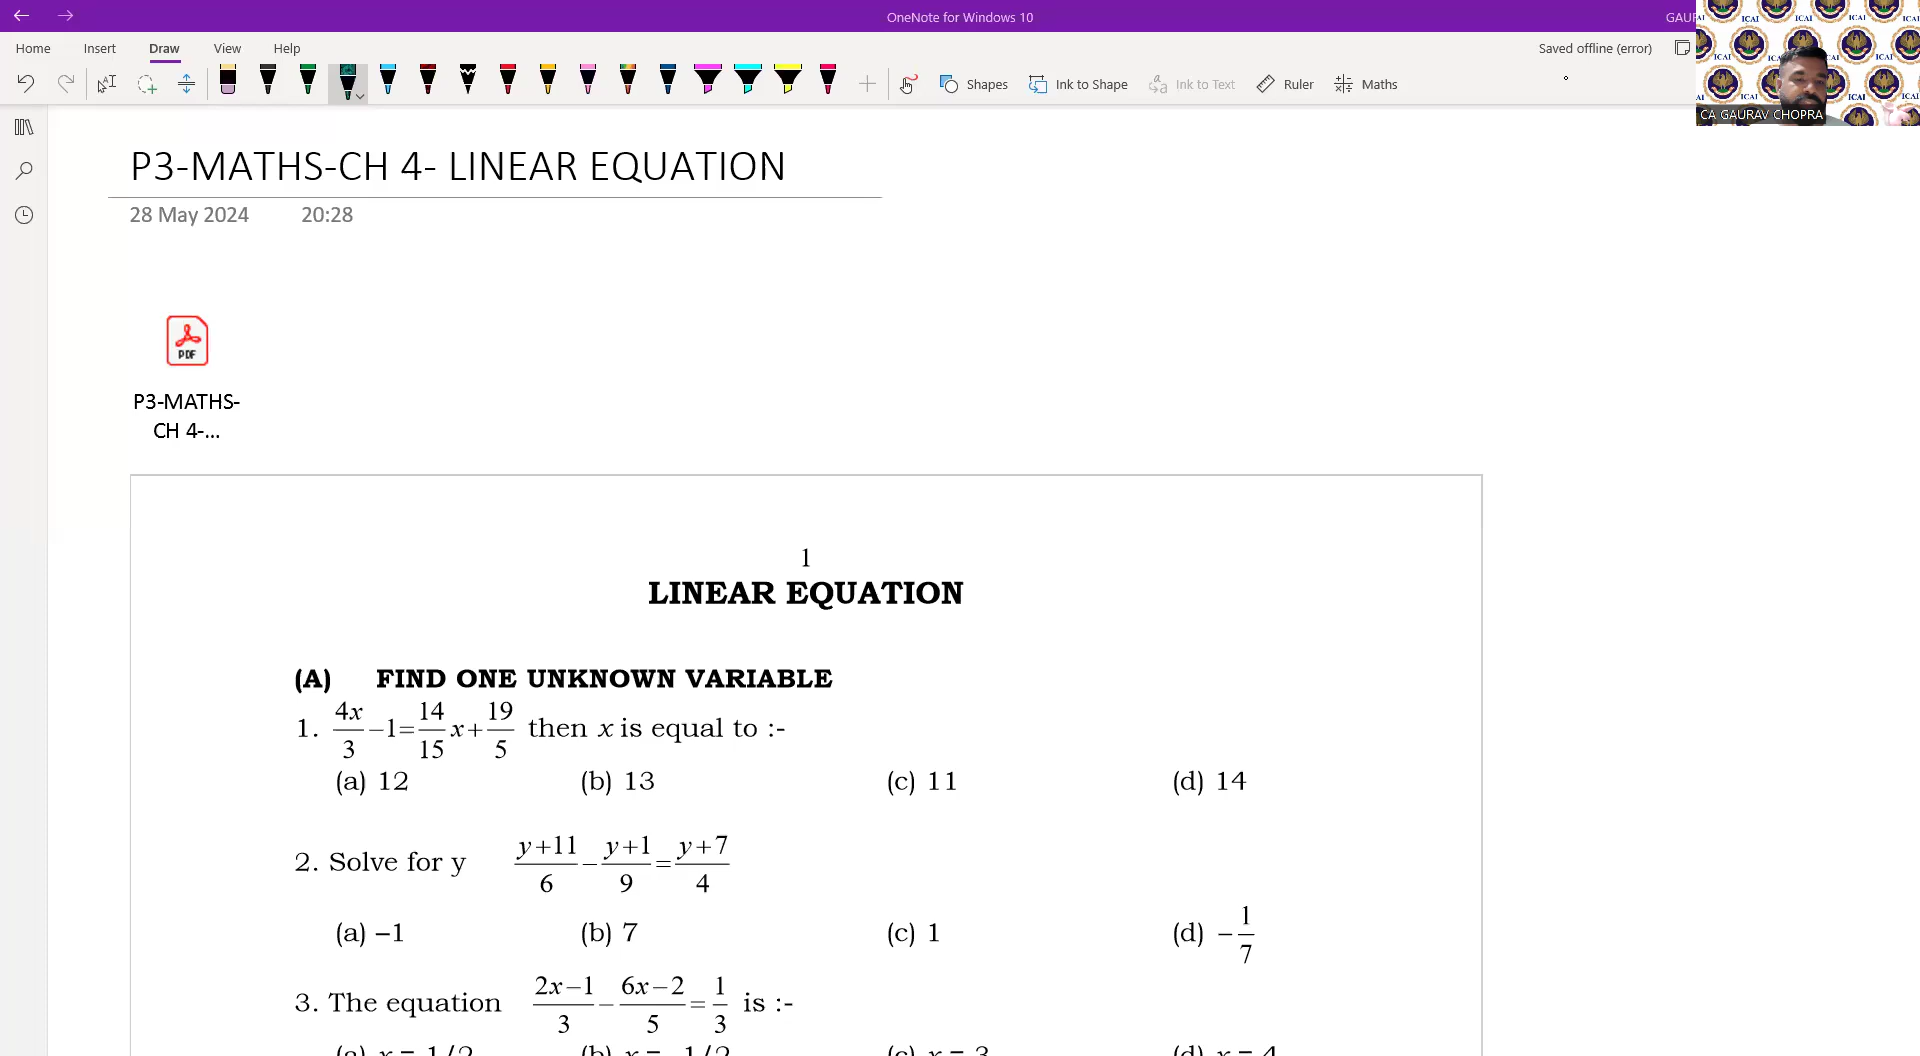 OneNote for Windows 10
Home Insert Draw View Help
Saved offline (error)
Shapes Ink to Shape Ink to Text Ruler Maths
ICAI
CA GAURAV CHOPRA
P3-MATHS-CH 4- LINEAR EQUATION
28 May 2024 20:28
PDF
P3-MATHS-
CH 4-...
1
LINEAR EQUATION
(A) FIND ONE UNKNOWN VARIABLE
1. 4x/3 − 1 = 14/15 x + 19/5 then x is equal to :-
(a) 12 (b) 13 (c) 11 (d) 14
2. Solve for y y+11/6 − y+1/9 = y+7/4
(a) −1 (b) 7 (c) 1 (d) −1/7
3. The equation 2x−1/3 − 6x−2/5 = 1/3 is :-